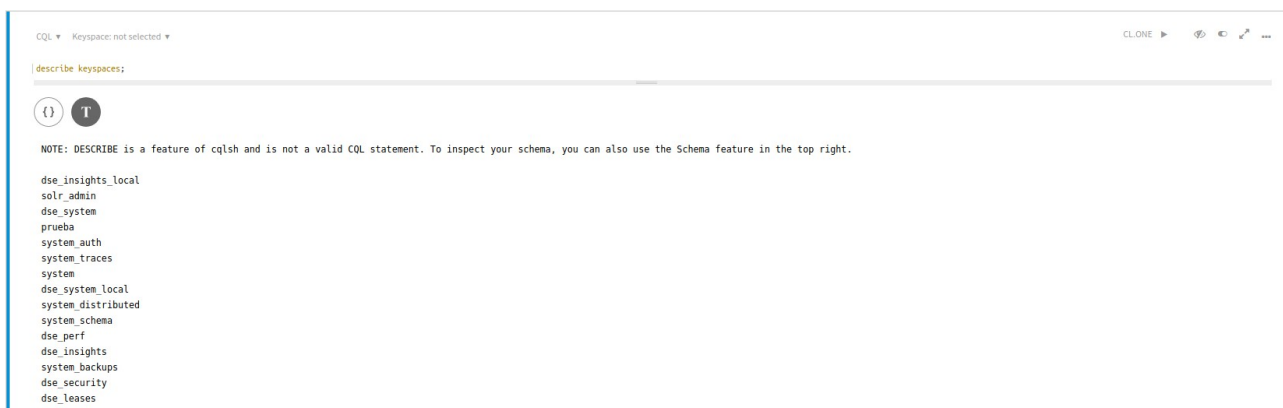 CQL ▼ Keyspace: not selected ▼ CL.ONE
describe keyspaces;
{} T
NOTE: DESCRIBE is a feature of cqlsh and is not a valid CQL statement. To inspect your schema, you can also use the Schema feature in the top right.
dse_insights_local
solr_admin
dse_system
prueba
system_auth
system_traces
system
dse_system_local
system_distributed
system_schema
dse_perf
dse_insights
system_backups
dse_security
dse_leases